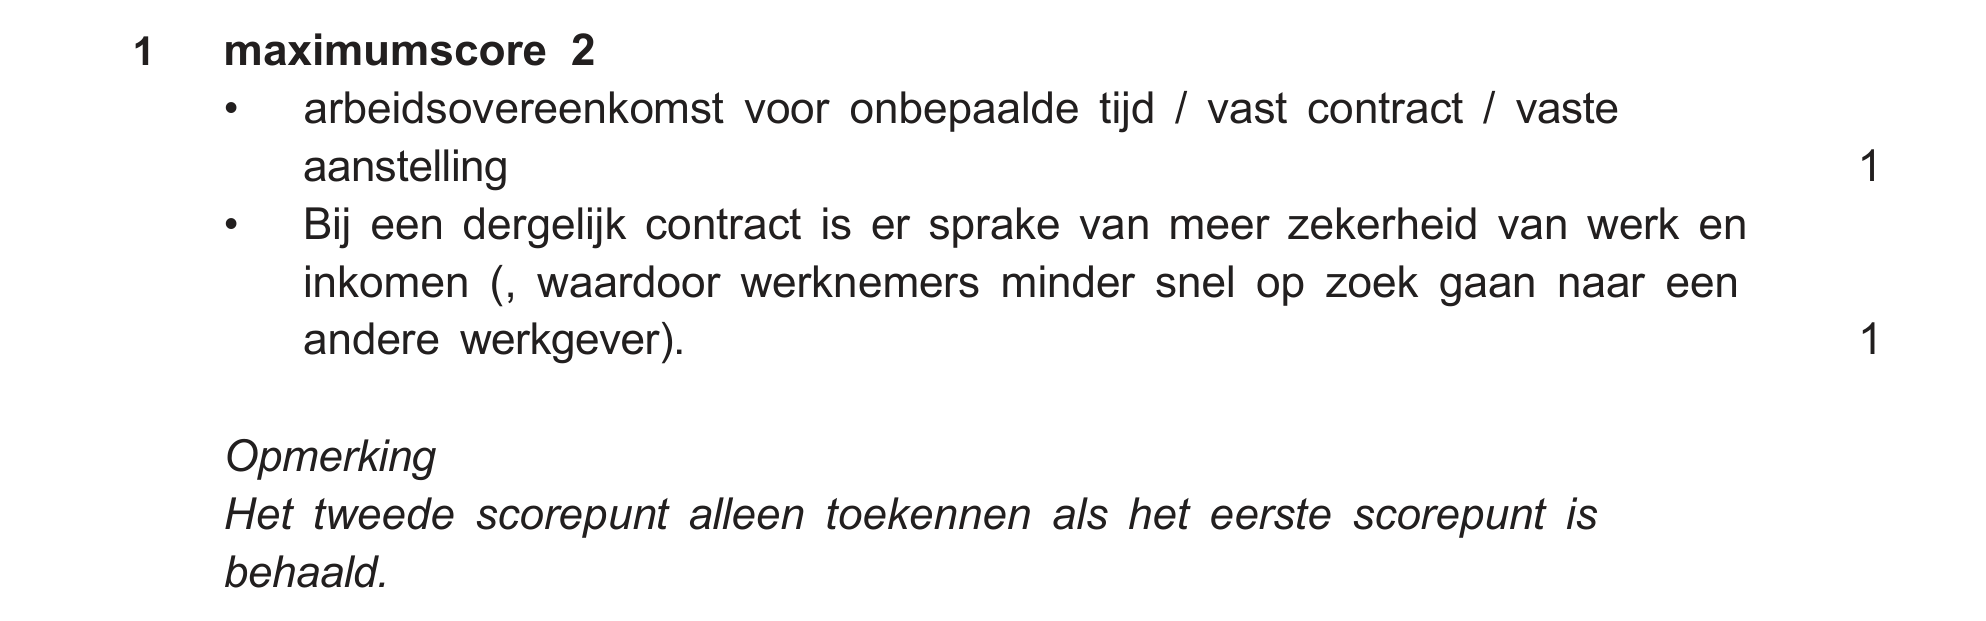 1 maximumscore 2
• arbeidsovereenkomst voor onbepaalde tijd / vast contract / vaste
aanstelling 1
• Bij een dergelijk contract is er sprake van meer zekerheid van werk en
inkomen (, waardoor werknemers minder snel op zoek gaan naar een
andere werkgever). 1
Opmerking
Het tweede scorepunt alleen toekennen als het eerste scorepunt is
behaald.